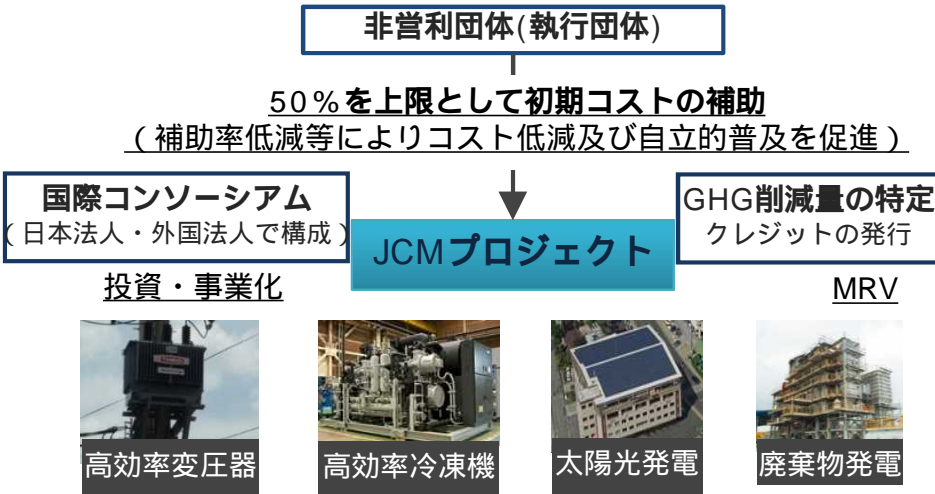 非営利団体(執行団体)
50％を上限として初期コストの補助
（補助率低減等によりコスト低減及び自立的普及を促進）
国際コンソーシアム
（日本法人・外国法人で構成）
投資・事業化
JCMプロジェクト
GHG削減量の特定
クレジットの発行
MRV
高効率変圧器
高効率冷凍機
太陽光発電
廃棄物発電